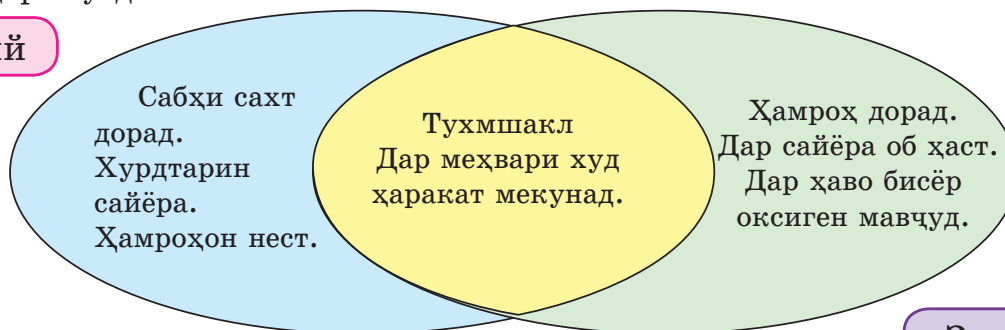 Сабҳи сахт
дорад.
Хурдтарин
сайёра.
Ҳамроҳон нест.
Тухмшакл
Дар меҳвари худ
ҳаракат мекунад.
Ҳамроҳ дорад.
Дар сайёра об ҳаст.
Дар ҳаво бисёр
оксиген мавҷуд.